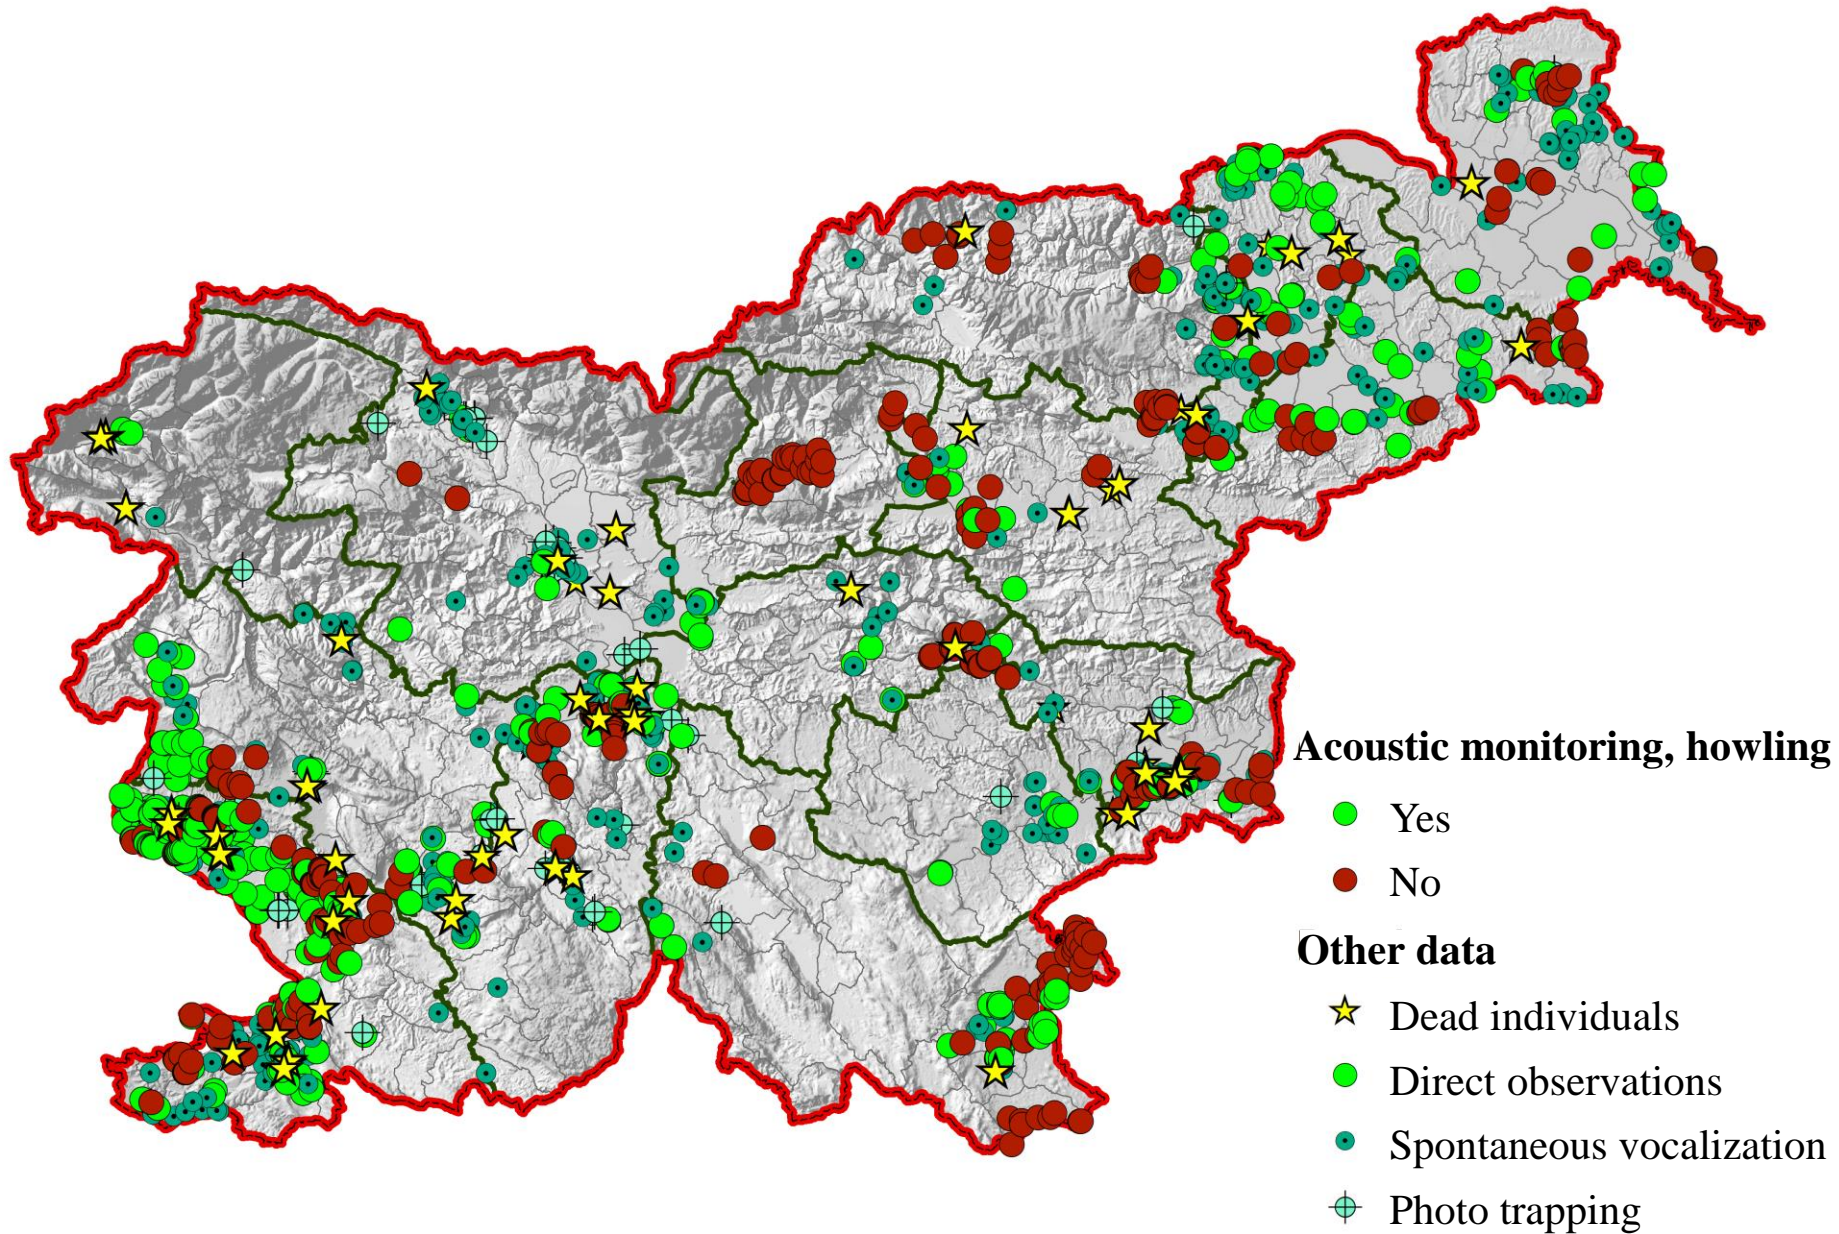 Acoustic monitoring, howling
Yes
No
Other data
Dead individuals
Direct observations
Spontaneous vocalization
Photo trapping